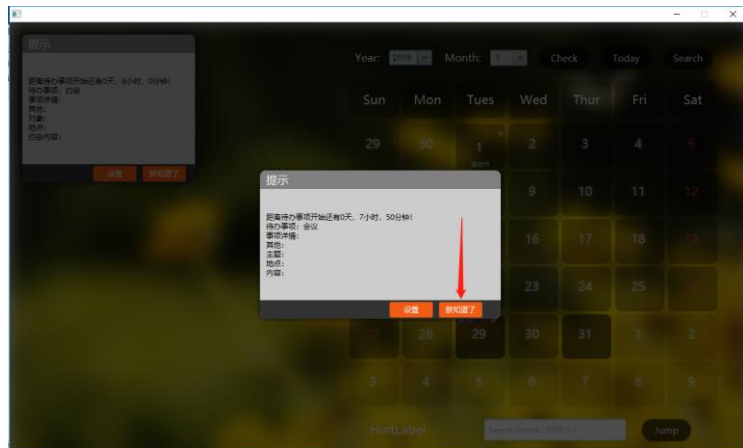 提示
距离待办事项开始还有0天, 6小时, 0分钟!
待办事项: 约会
事项详情:
其他:
对象:
地点:
约会内容:
设置 朕知道了
Year: 2018 Month: 5 Check Today Search
Sun Mon Tues Wed Thur Fri Sat
29 30 1 2 3 4 5
9 10 11 12
提示
距离待办事项开始还有0天, 7小时, 50分钟!
待办事项: 会议
事项详情:
其他:
主题:
地点:
内容:
设置 朕知道了
16 17 18 19
23 24 25
28 29 30 31 1 2
3 4 5 6 7 8 9
HintLabel Jump